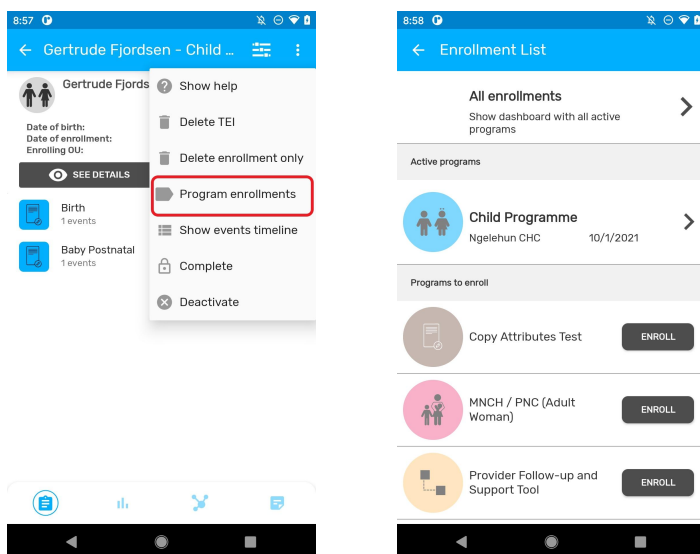 8:57
Gertrude Fjordsen - Child ...
Gertrude Fjords
Date of birth:
Date of enrollment:
Enrolling OU:
SEE DETAILS
Birth
1 events
Baby Postnatal
1 events
Show help
Delete TEI
Delete enrollment only
Program enrollments
Show events timeline
Complete
Deactivate
8:58
Enrollment List
All enrollments
Show dashboard with all active
programs
Active programs
Child Programme
Ngelehun CHC 10/1/2021
Programs to enroll
Copy Attributes Test
ENROLL
MNCH / PNC (Adult
Woman)
ENROLL
Provider Follow-up and
Support Tool
ENROLL